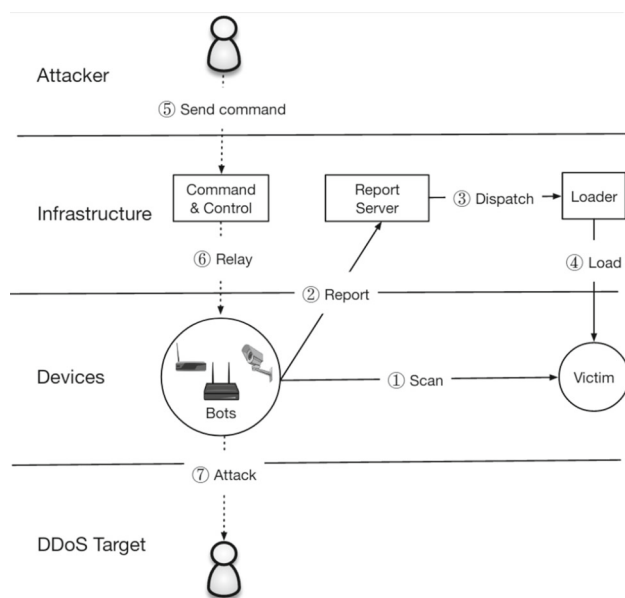 Attacker
⑤ Send command
Infrastructure
Command
& Control
Report
Server
③ Dispatch
Loader
⑥ Relay
④ Load
② Report
Devices
Bots
① Scan
Victim
⑦ Attack
DDoS Target